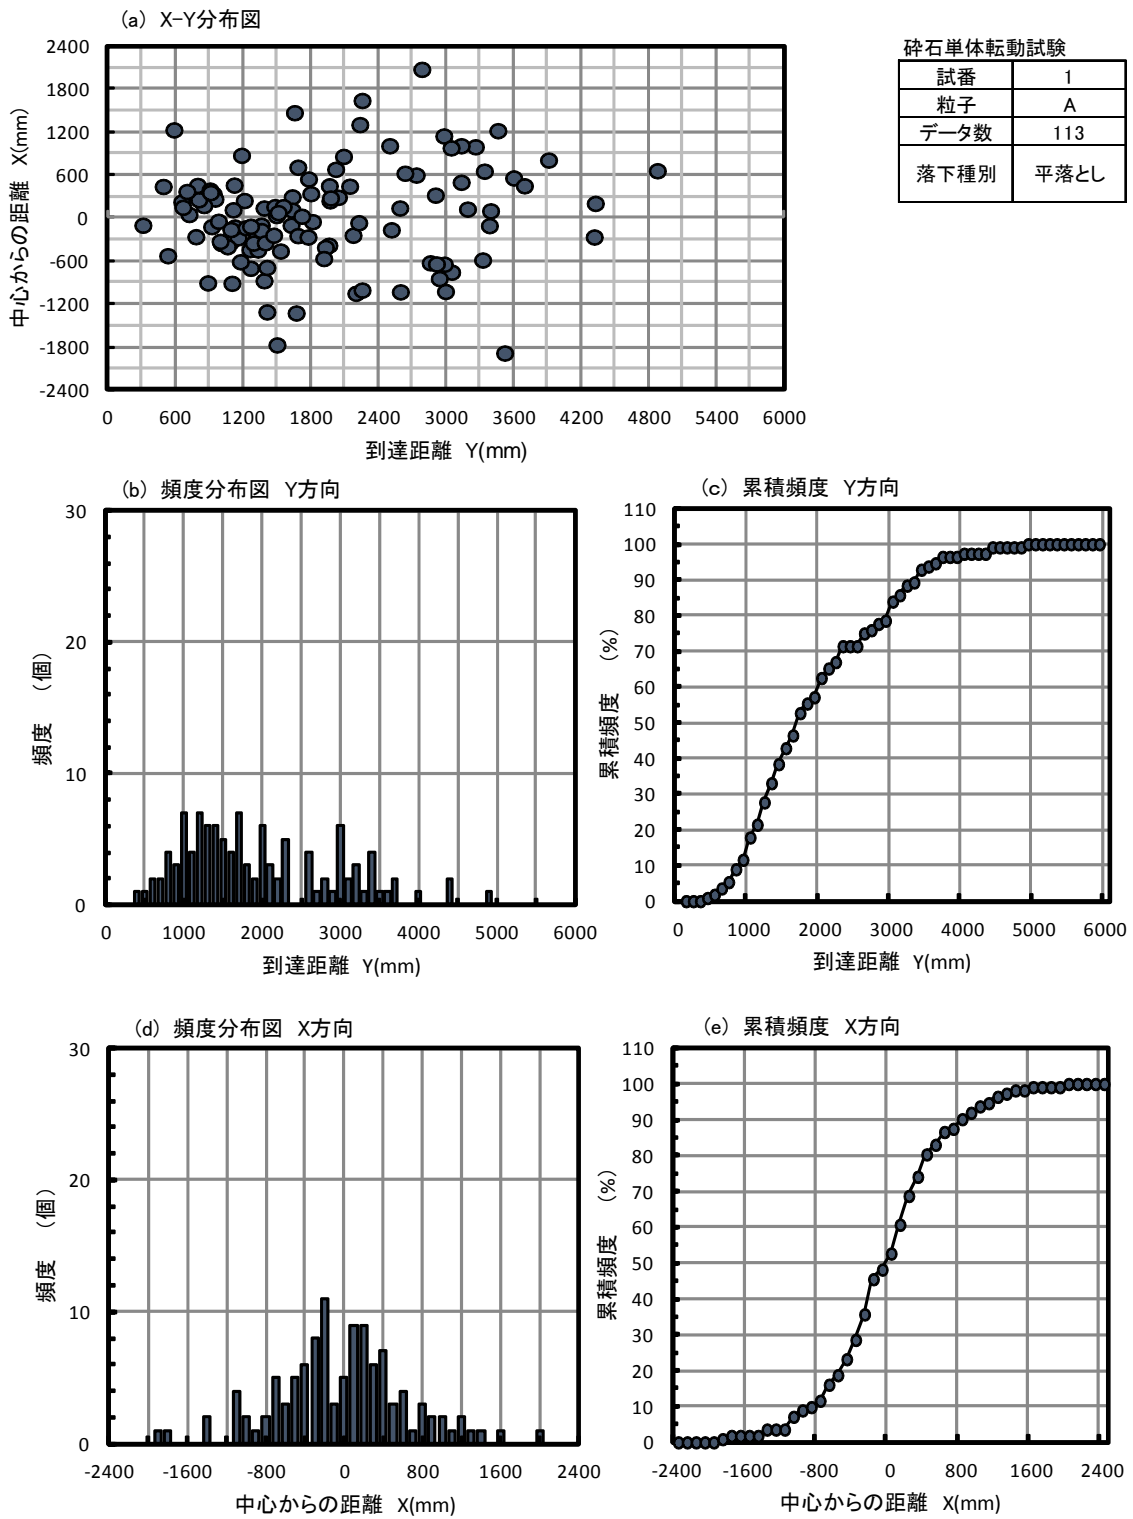 (a) X-Y分布図
2400
1800
1200
600
0
-600
-1200
-1800
-2400
中心からの距離 X(mm)
0 600 1200 1800 2400 3000 3600 4200 4800 5400 6000
到達距離 Y(mm)
砕石単体転動試験
試番 1
粒子 A
データ数 113
落下種別 平落とし
(b) 頻度分布図 Y方向
30
20
10
0
頻度 (個)
0 1000 2000 3000 4000 5000 6000
到達距離 Y(mm)
(c) 累積頻度 Y方向
110
100
90
80
70
60
50
40
30
20
10
0
累積頻度 (%)
0 1000 2000 3000 4000 5000 6000
到達距離 Y(mm)
(d) 頻度分布図 X方向
30
20
10
0
頻度 (個)
-2400 -1600 -800 0 800 1600 2400
中心からの距離 X(mm)
(e) 累積頻度 X方向
110
100
90
80
70
60
50
40
30
20
10
0
累積頻度 (%)
-2400 -1600 -800 0 800 1600 2400
中心からの距離 X(mm)